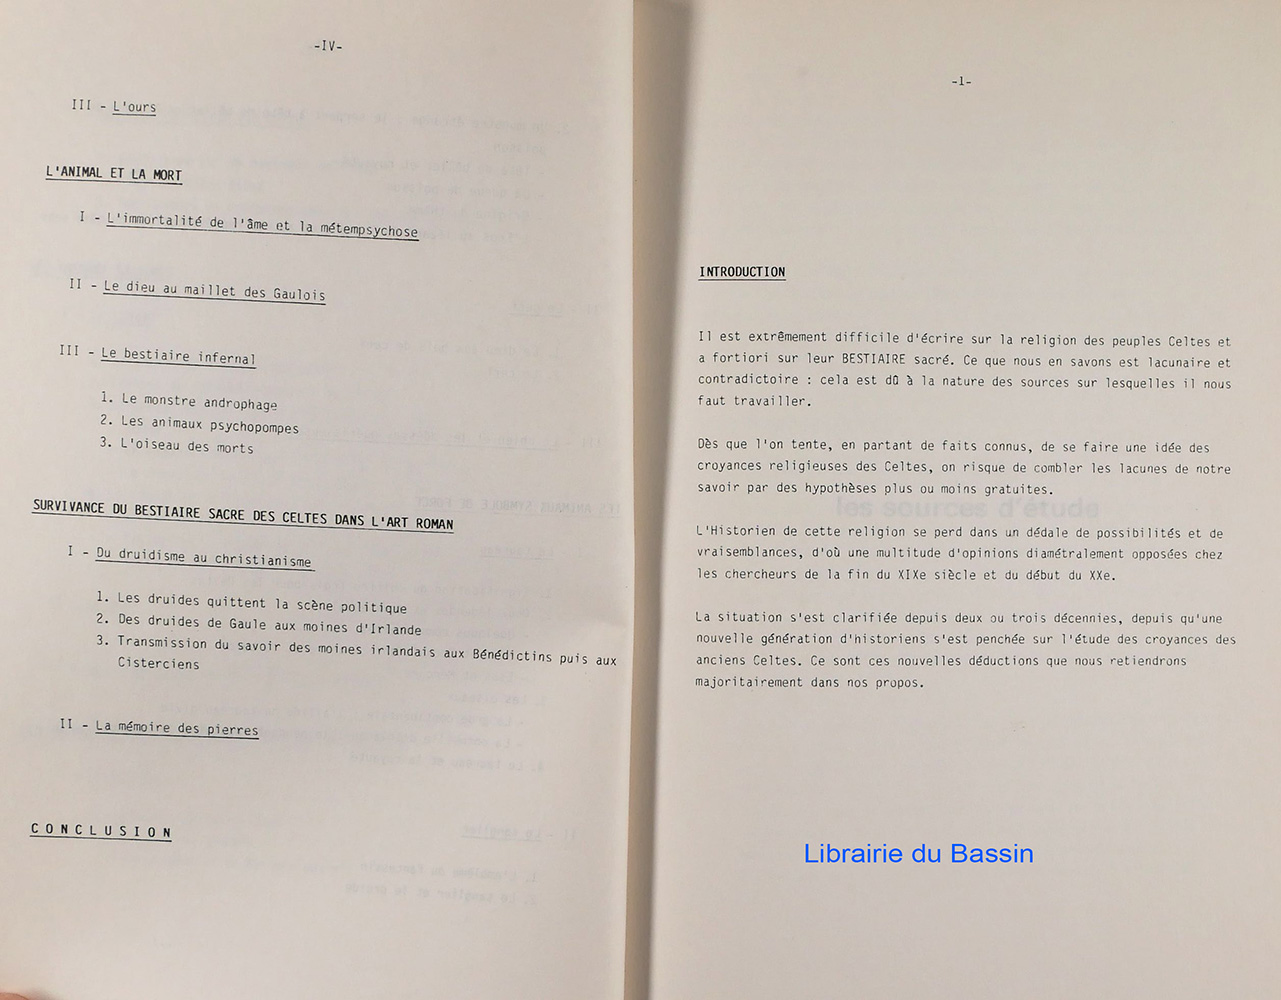 -IV-
III - L'ours
L'ANIMAL ET LA MORT
I - L'immortalité de l'âme et la métempsychose
II - Le dieu au maillet des Gaulois
III - Le bestiaire infernal
1. Le monstre androphage
2. Les animaux psychopompes
3. L'oiseau des morts
SURVIVANCE DU BESTIAIRE SACRE DES CELTES DANS L'ART ROMAN
I - Du druidisme au christianisme
1. Les druides quittent la scène politique
2. Des druides de Gaule aux moines d'Irlande
3. Transmission du savoir des moines irlandais aux Bénédictins puis aux
Cisterciens
II - La mémoire des pierres
CONCLUSION
-1-
INTRODUCTION
Il est extrêmement difficile d'écrire sur la religion des peuples Celtes et
a fortiori sur leur BESTIAIRE sacré. Ce que nous en savons est lacunaire et
contradictoire : cela est dû à la nature des sources sur lesquelles il nous
faut travailler.
Dès que l'on tente, en partant de faits connus, de se faire une idée des
croyances religieuses des Celtes, on risque de combler les lacunes de notre
savoir par des hypothèses plus ou moins gratuites.
L'Historien de cette religion se perd dans un dédale de possibilités et de
vraisemblances, d'où une multitude d'opinions diamétralement opposées chez
les chercheurs de la fin du XIXe siècle et du début du XXe.
La situation s'est clarifiée depuis deux ou trois décennies, depuis qu'une
nouvelle génération d'historiens s'est penchée sur l'étude des croyances des
anciens Celtes. Ce sont ces nouvelles déductions que nous retiendrons
majoritairement dans nos propos.
Librairie du Bassin